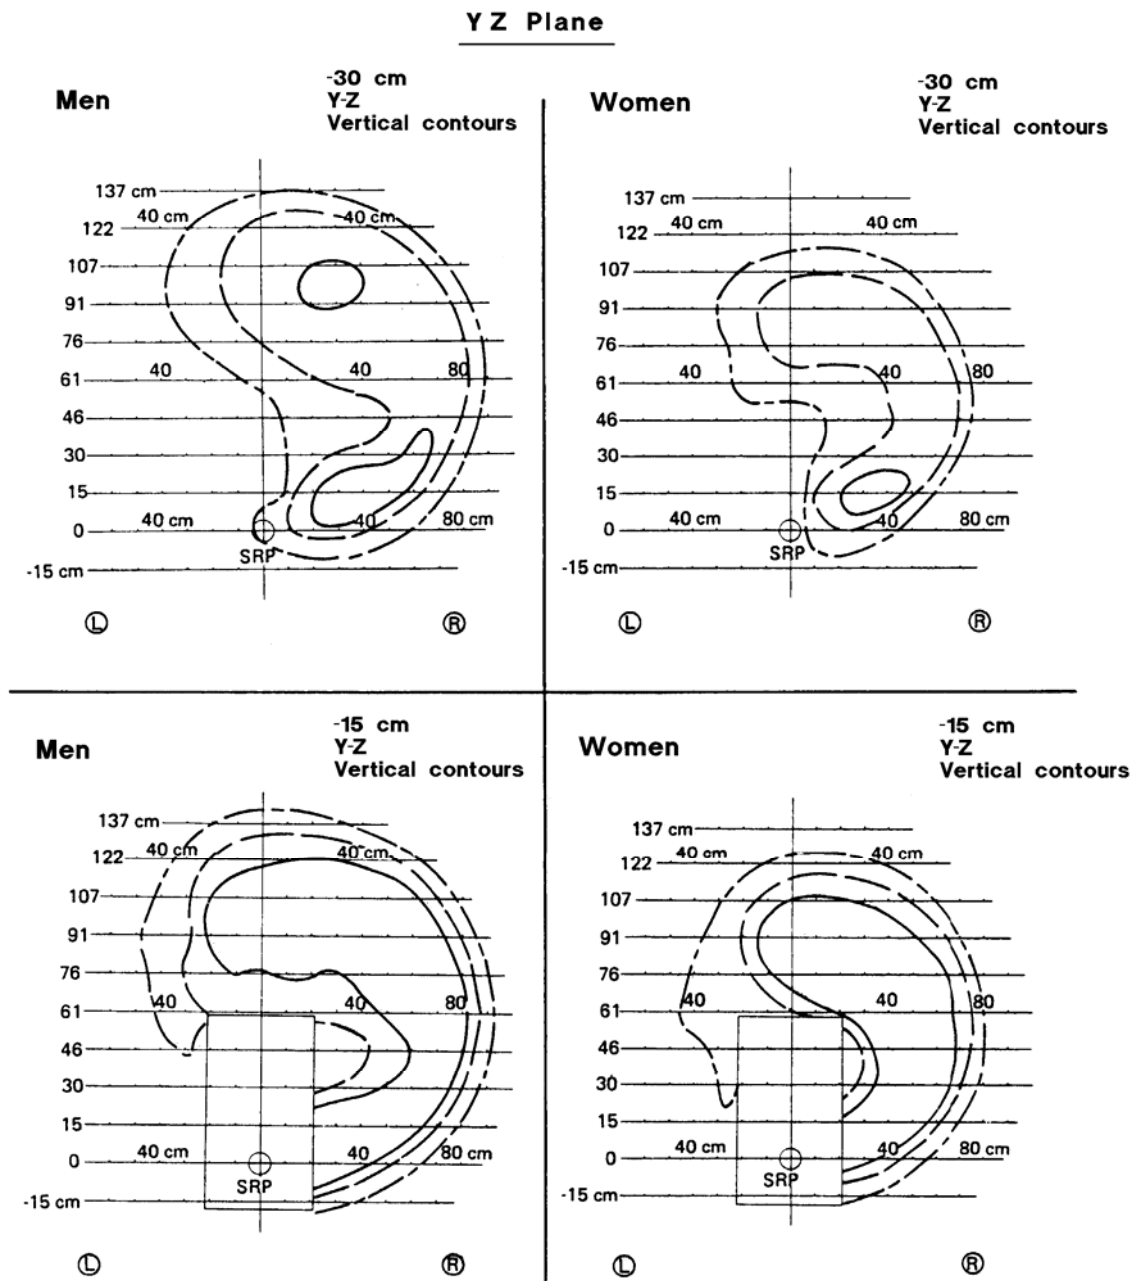 YZ Plane
Men
-30 cm
Y-Z
Vertical contours
137 cm
40 cm 40 cm
122
107
91
76
40 40 80
61
46
30
15
40 cm 40 80 cm
0
SRP
-15 cm
L R
Women
-30 cm
Y-Z
Vertical contours
137 cm
40 cm 40 cm
122
107
91
76
40 40 80
61
46
30
15
40 cm 40 80 cm
0
SRP
-15 cm
L R
Men
-15 cm
Y-Z
Vertical contours
137 cm
40 cm 40 cm
122
107
91
76
40 40 80
61
46
30
15
40 cm 40 80 cm
0
SRP
-15 cm
L R
Women
-15 cm
Y-Z
Vertical contours
137 cm
40 cm 40 cm
122
107
91
76
40 40 80
61
46
30
15
40 cm 40 80 cm
0
SRP
-15 cm
L R